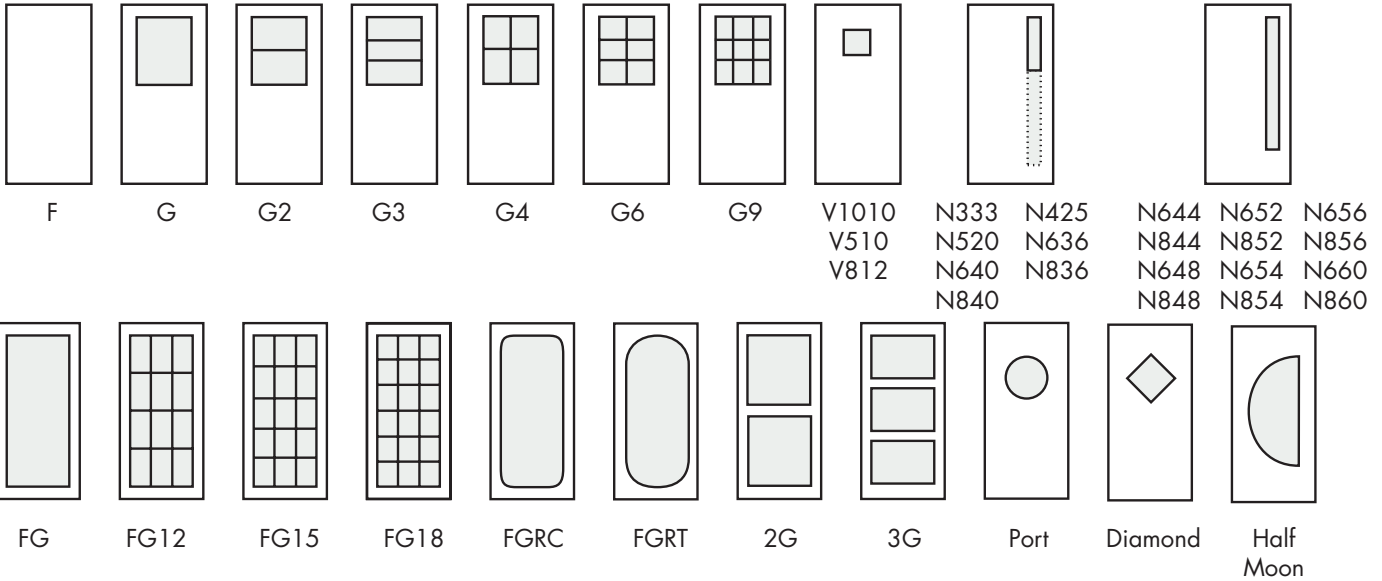 F G G2 G3 G4 G6 G9 V1010 N333 N425 N644 N652 N656
V510 N520 N636 N844 N852 N856
V812 N640 N836 N648 N654 N660
N840 N848 N854 N860
FG FG12 FG15 FG18 FGRC FGRT 2G 3G Port Diamond Half
Moon